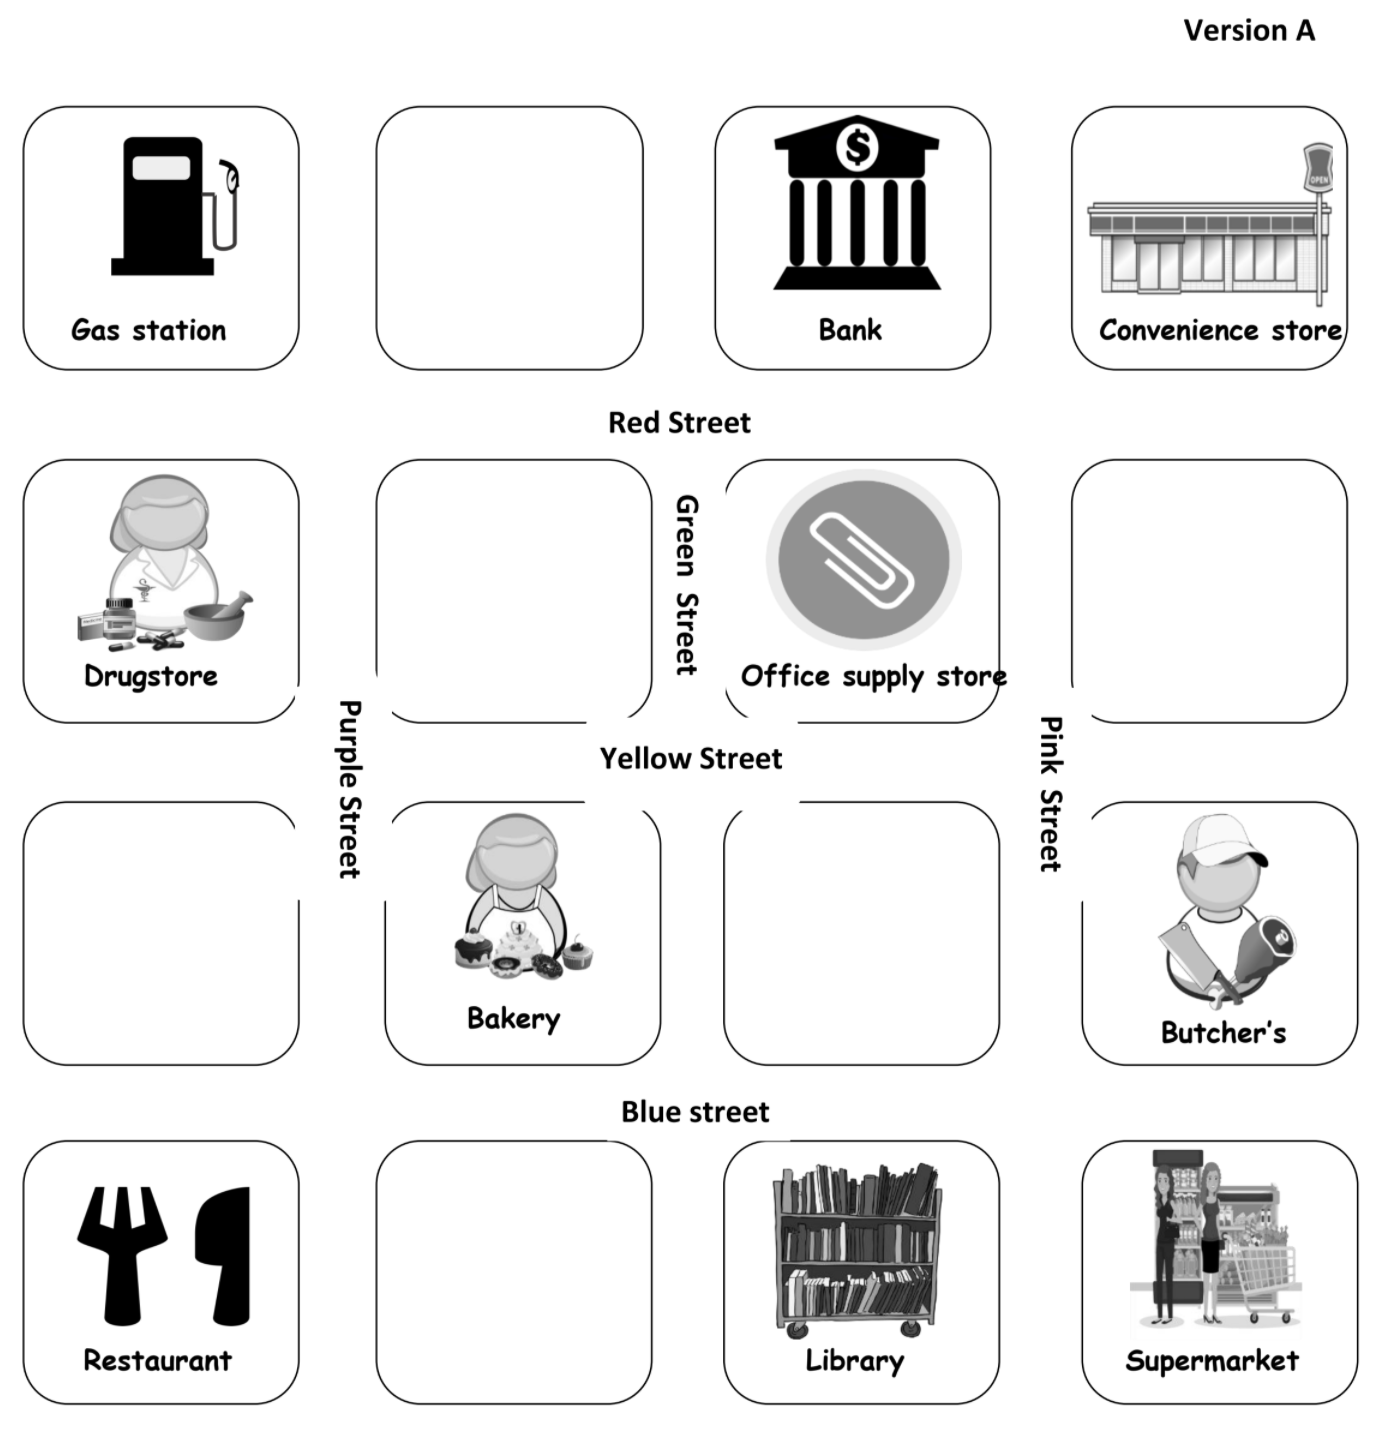 Version A
Gas station
Bank
Convenience store
OPEN
Red Street
Drugstore
Green Street
Office supply store
Purple Street
Yellow Street
Pink Street
Bakery
Butcher's
Blue street
Restaurant
Library
Supermarket